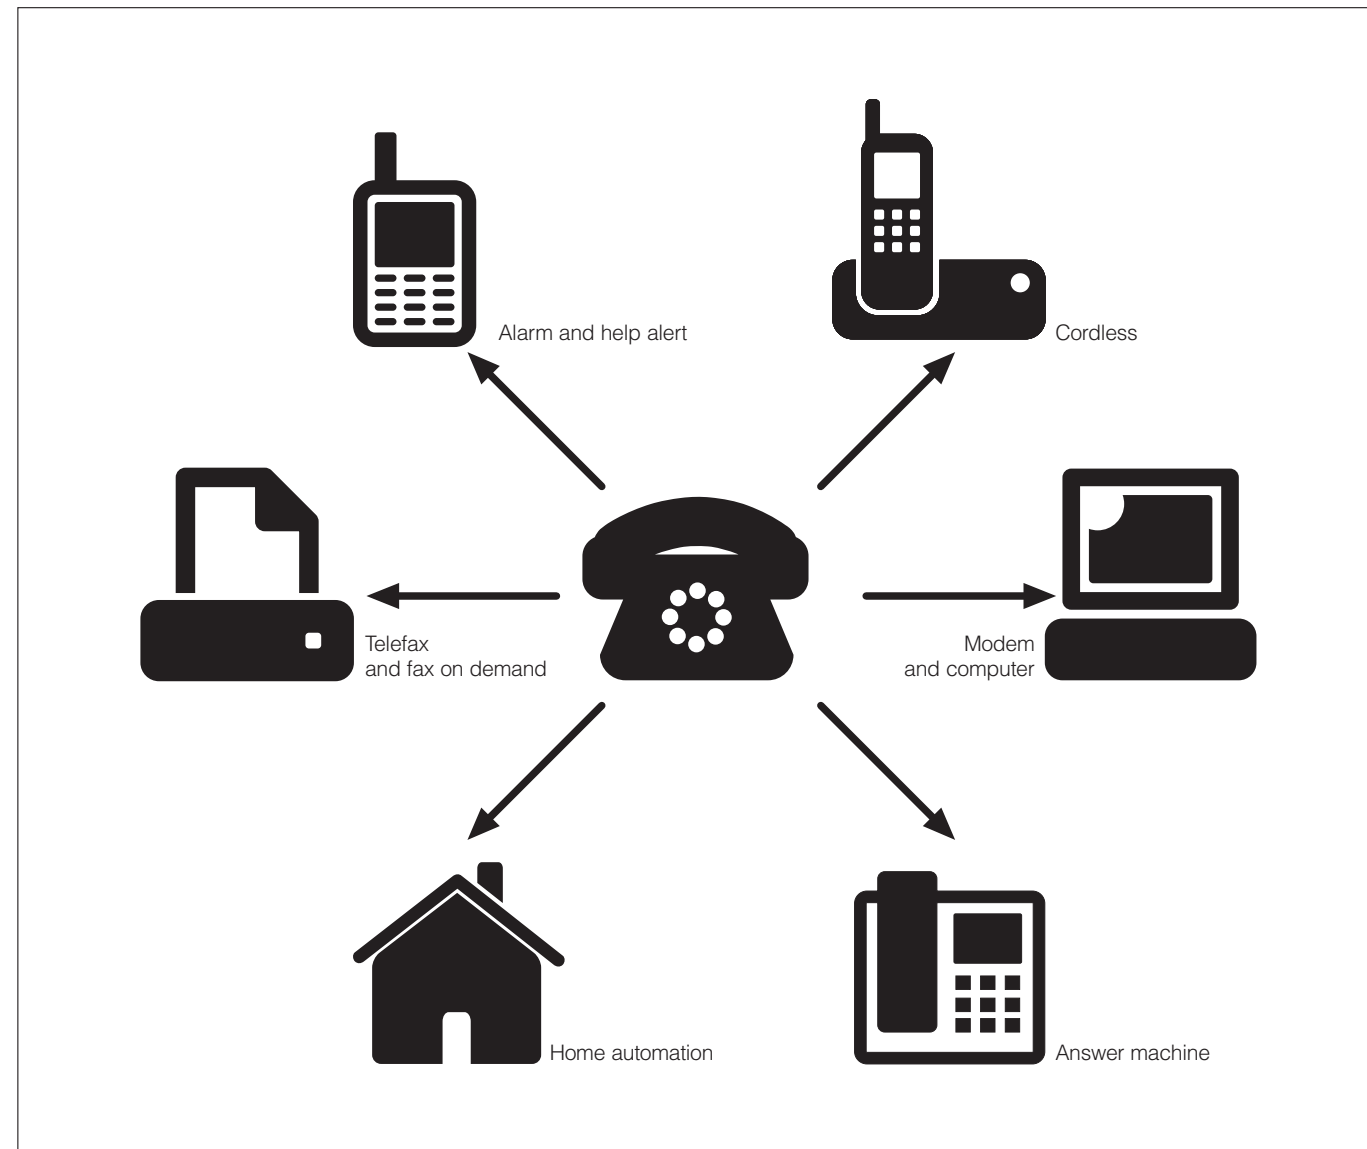 Alarm and help alert
Cordless
Telefax
and fax on demand
Modem
and computer
Home automation
Answer machine